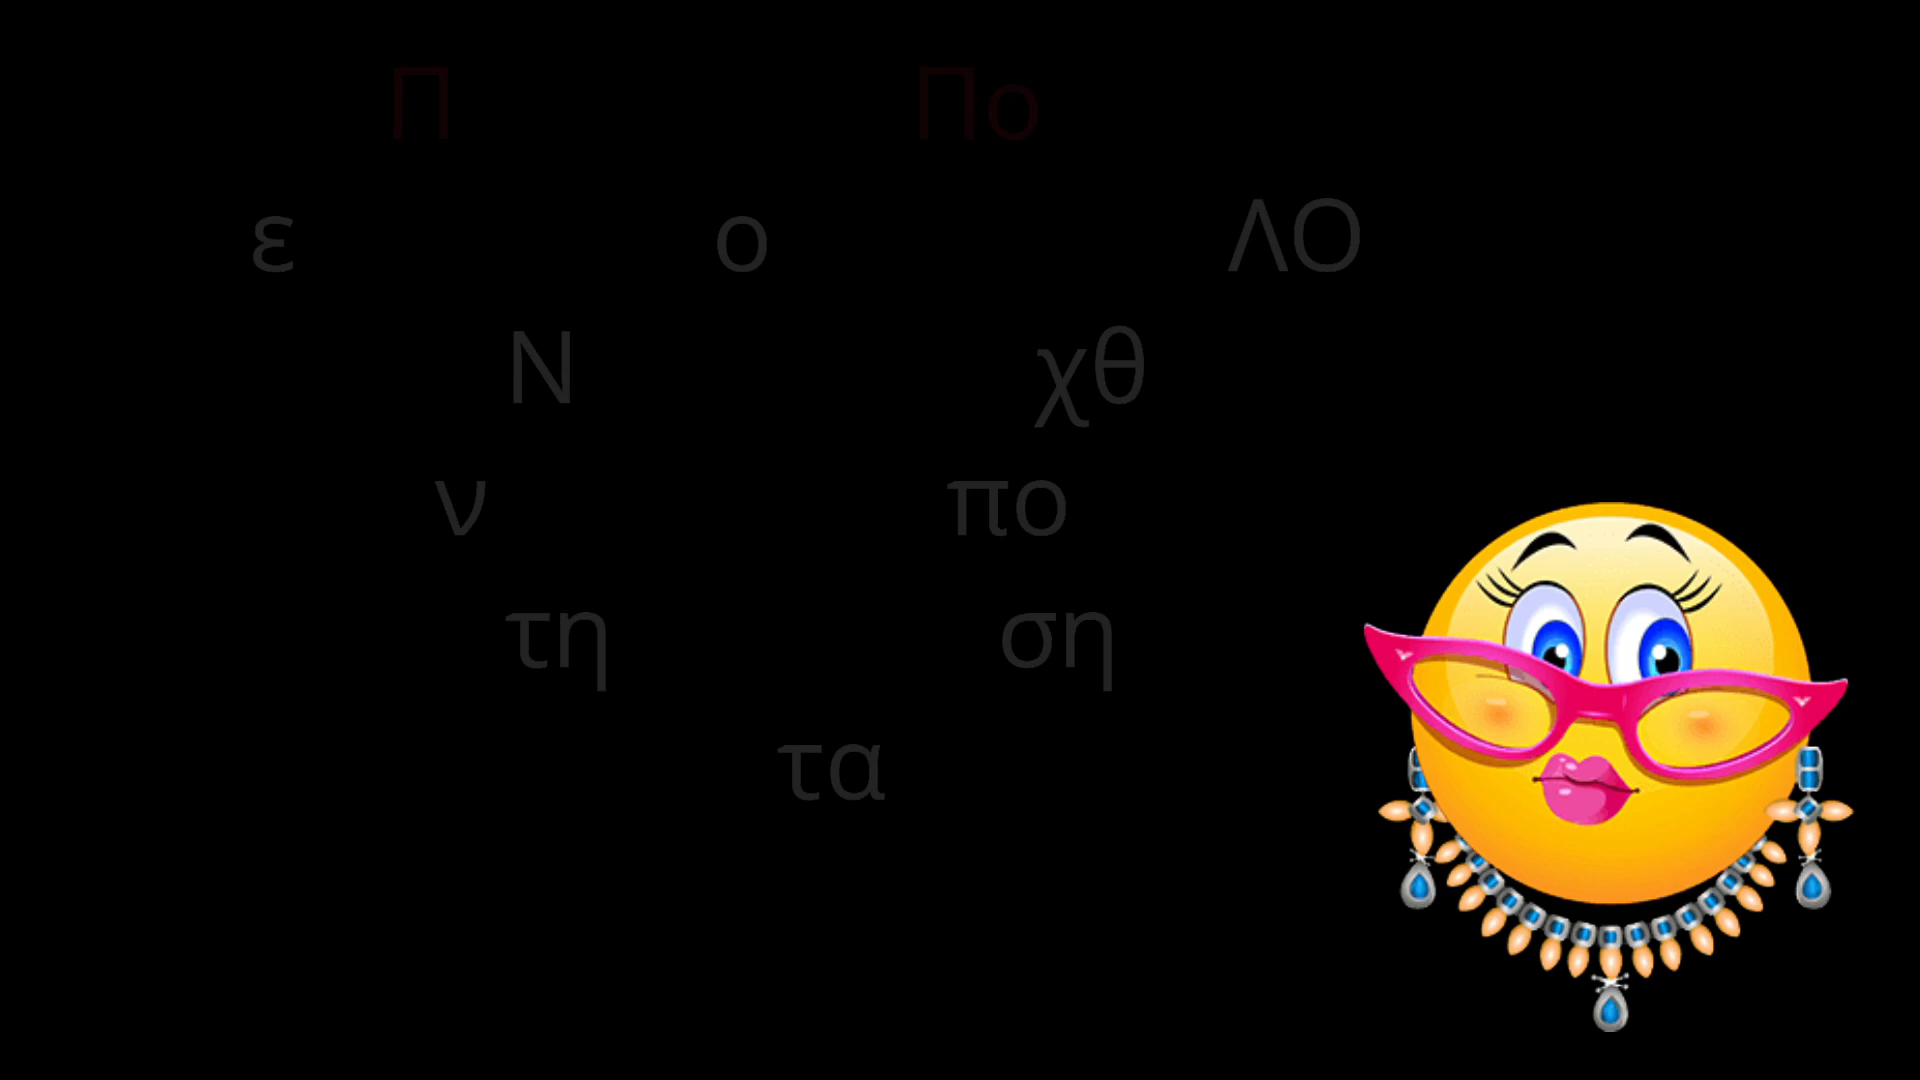 Π Πο
ε ο ΛΟ
Ν χθ
ν πο
τη ση
τα